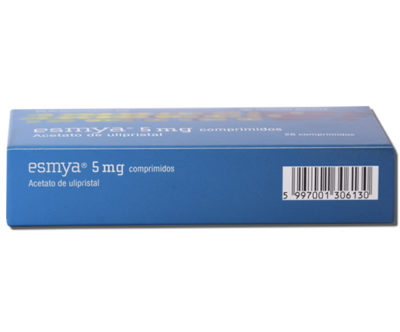 esmya® 5 mg comprimidos
Acetato de ulipristal
28 comprimidos
esmya® 5 mg comprimidos
Acetato de ulipristal
5 997001 306130